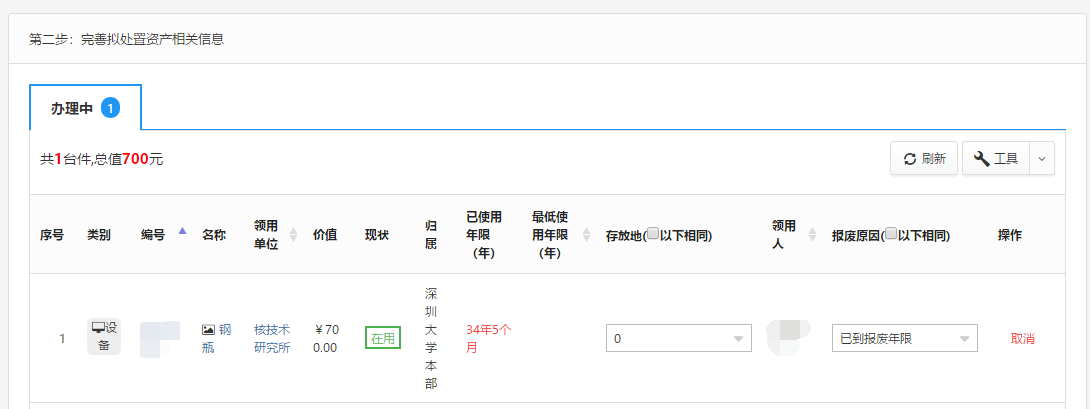 第二步：完善拟处置资产相关信息
办理中 1
共1台件,总值700元
刷新
工具
序号
类别
编号
名称
领用
单位
价值
现状
归
属
已使用
年限
（年）
最低使
用年限
（年）
存放地(以下相同)
领用
人
报废原因(以下相同)
操作
1
设
备
钢
瓶
核技术
研究所
￥70
0.00
在用
深
圳
大
学
本
部
34年5个
月
0
已到报废年限
取消